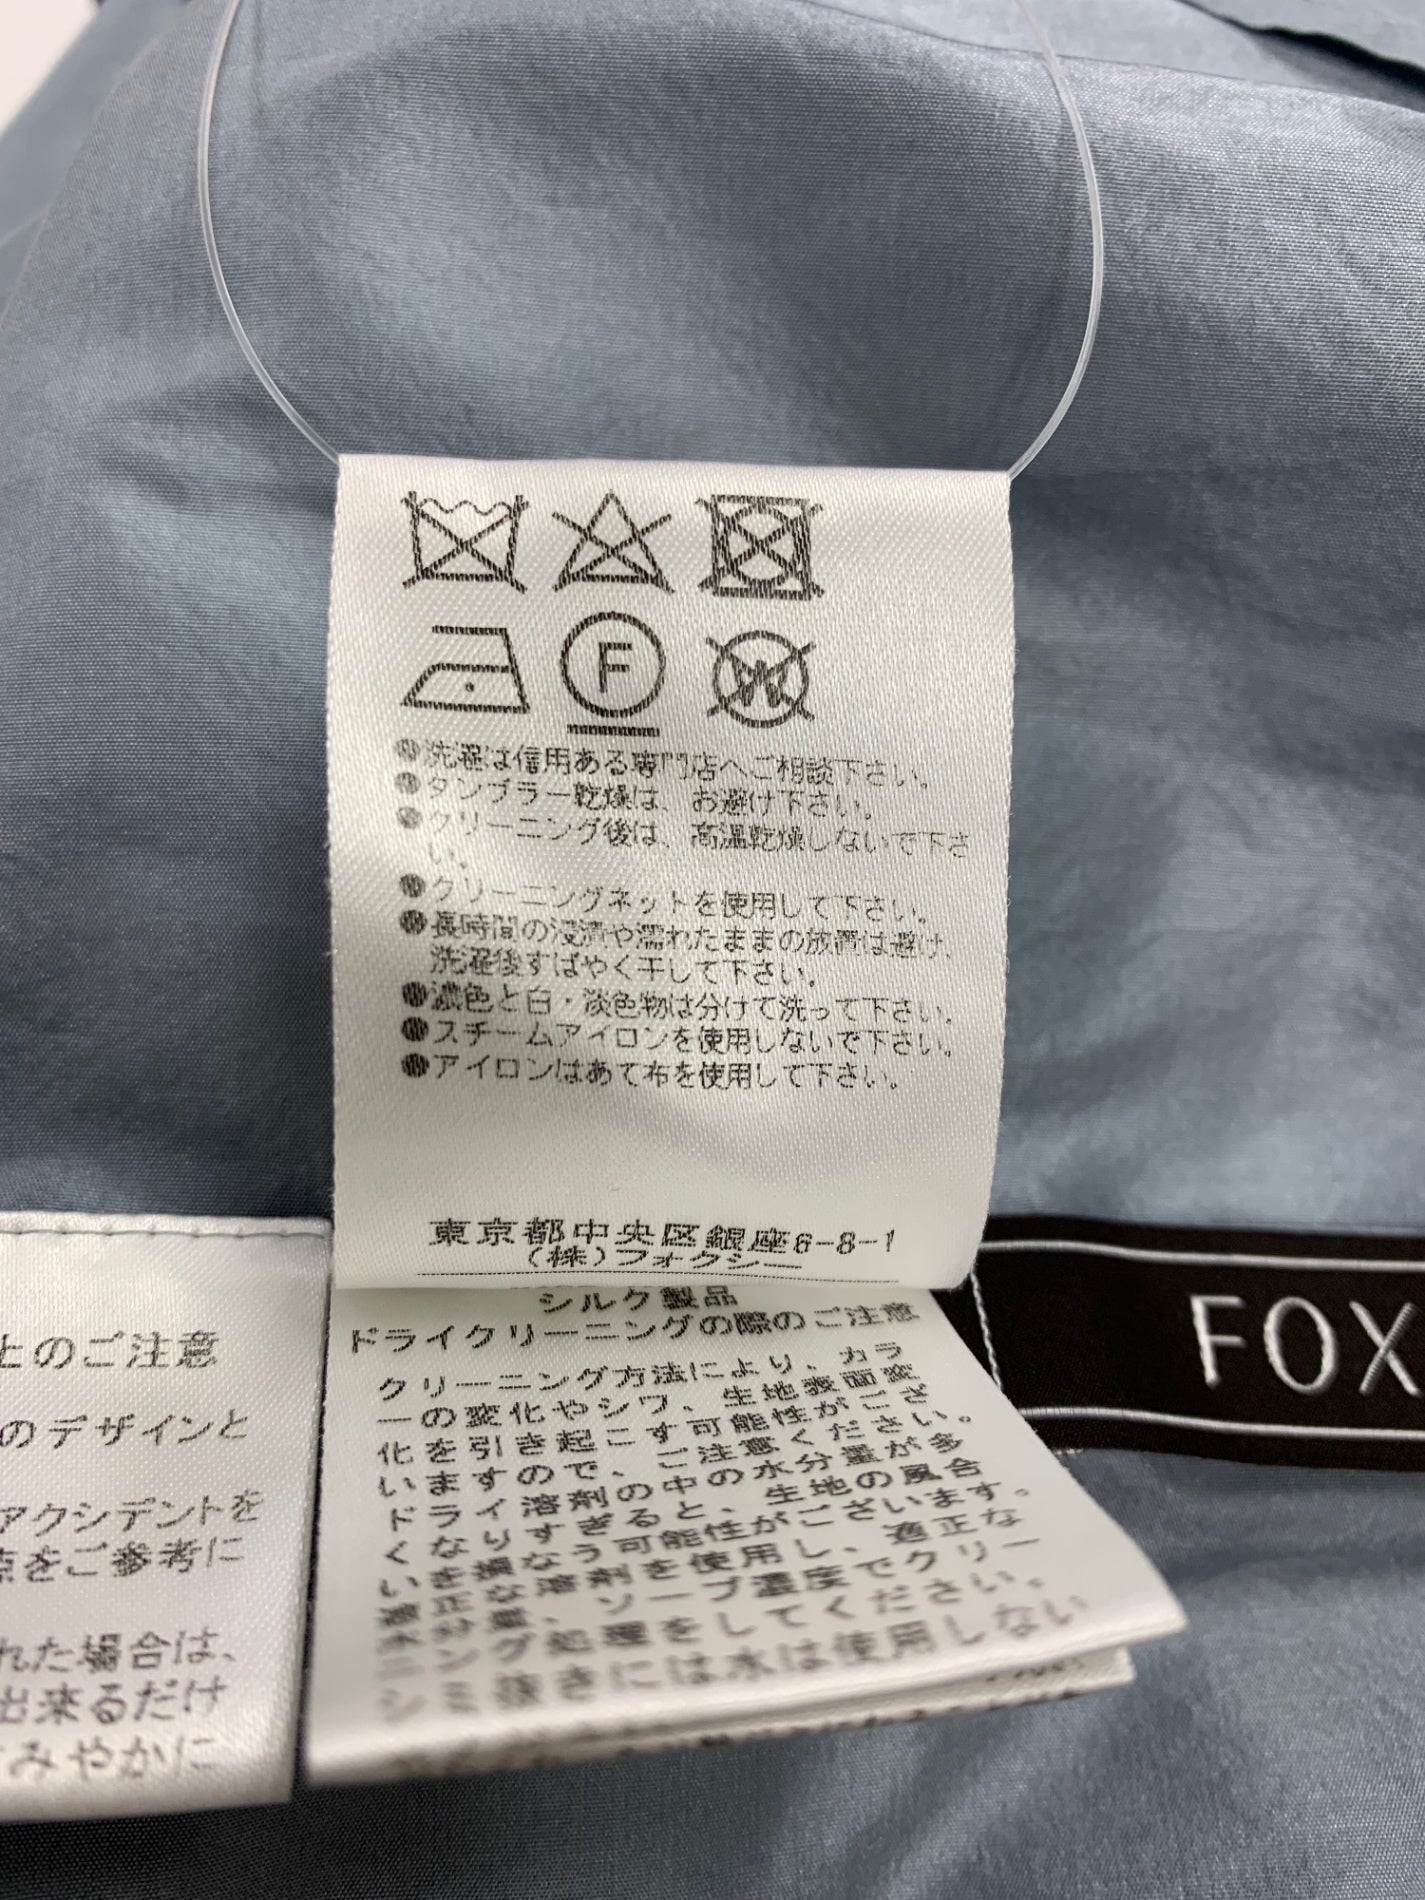 F
W
●洗濯は信用ある専門店へご相談下さい。
●タンブラー乾燥は、お避け下さい。
●クリーニング後は、高温乾燥しないで下さ
い。
●クリーニングネットを使用して下さい。
●長時間の浸漬や濡れたままの放置は避け、
洗濯後すばやく干して下さい。
●濃色と白・淡色物は分けて洗って下さい。
●スチームアイロンを使用しないで下さい。
●アイロンはあて布を使用して下さい。
東京都中央区銀座6-8-1
(株)フォクシー
シルク製品
ドライクリーニングの際のご注意
クリーニング方法により、カラ
ーの変化やシワ、生地表面変
化を引き起こす可能性がござ
いますので、ご注意ください。
ドライ溶剤の中の水分量が多
くなりすぎると、生地の風合
いを損なう可能性がございます。
適正な溶剤を使用し、適正な
水分量、ソープ濃度でクリー
ニング処理をしてください。
シミ抜きには水は使用しない
上のご注意
のデザインと
アクシデントを
点をご参考に
れた場合は、
出来るだけ
すみやかに
FOX